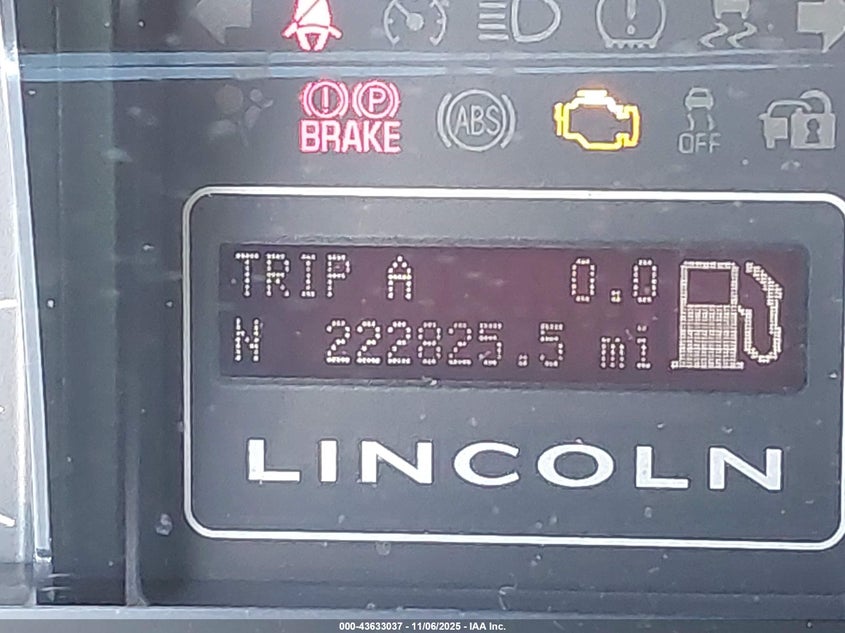 (!) (P)
BRAKE
(ABS)
OFF
TRIP A 0.0
N 222825.5 mi
LINCOLN
000-43633037 - 11/06/2025 - IAA Inc.